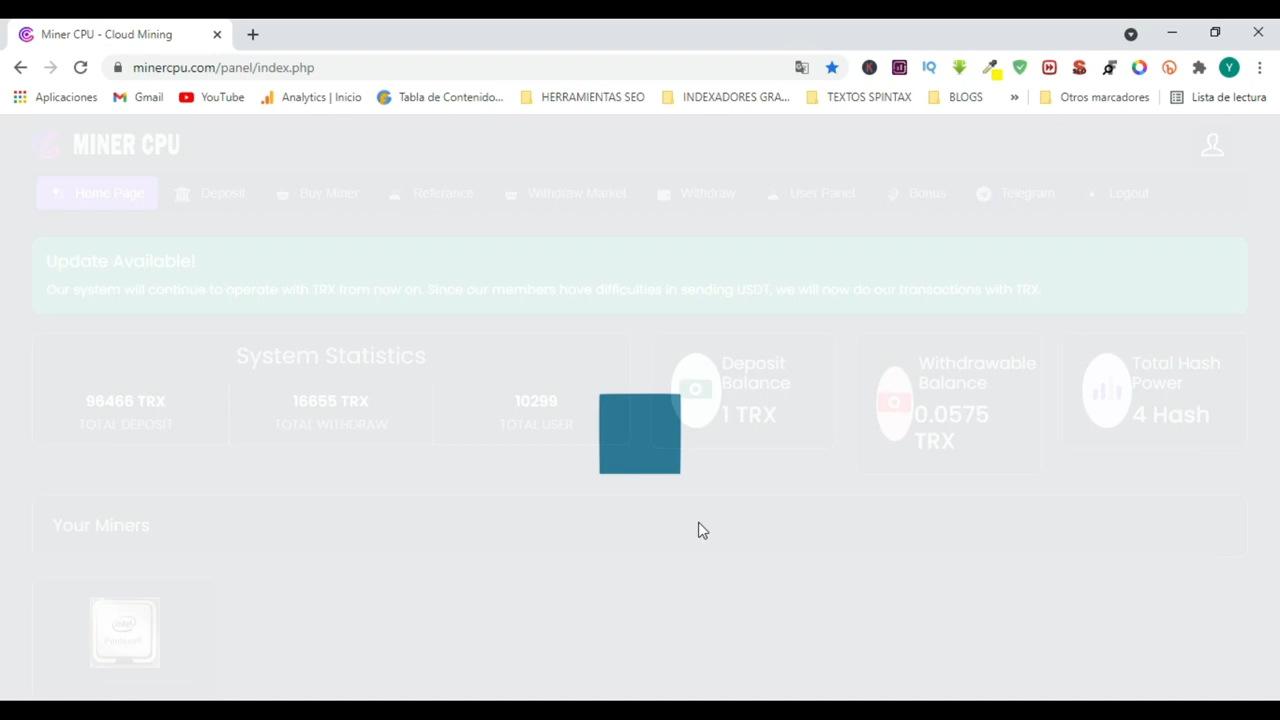 Miner CPU - Cloud Mining
minercpu.com/panel/index.php
Aplicaciones Gmail YouTube Analytics | Inicio Tabla de Contenido... HERRAMIENTAS SEO INDEXADORES GRA... TEXTOS SPINTAX BLOGS » Otros marcadores Lista de lectura
MINER CPU
Home Page Deposit Buy Miner Referance Withdraw Market Withdraw User Panel Bonus Telegram Logout
Update Available!
Our system will continue to operate with TRX from now on. Since our members have difficulties in sending USDT, we will now do our transactions with TRX.
System Statistics
96466 TRX
TOTAL DEPOSIT
16655 TRX
TOTAL WITHDRAW
10299
TOTAL USER
Deposit
Balance
1 TRX
Withdrawable
Balance
0.0575
TRX
Total Hash
Power
4 Hash
Your Miners
intel
Pentium